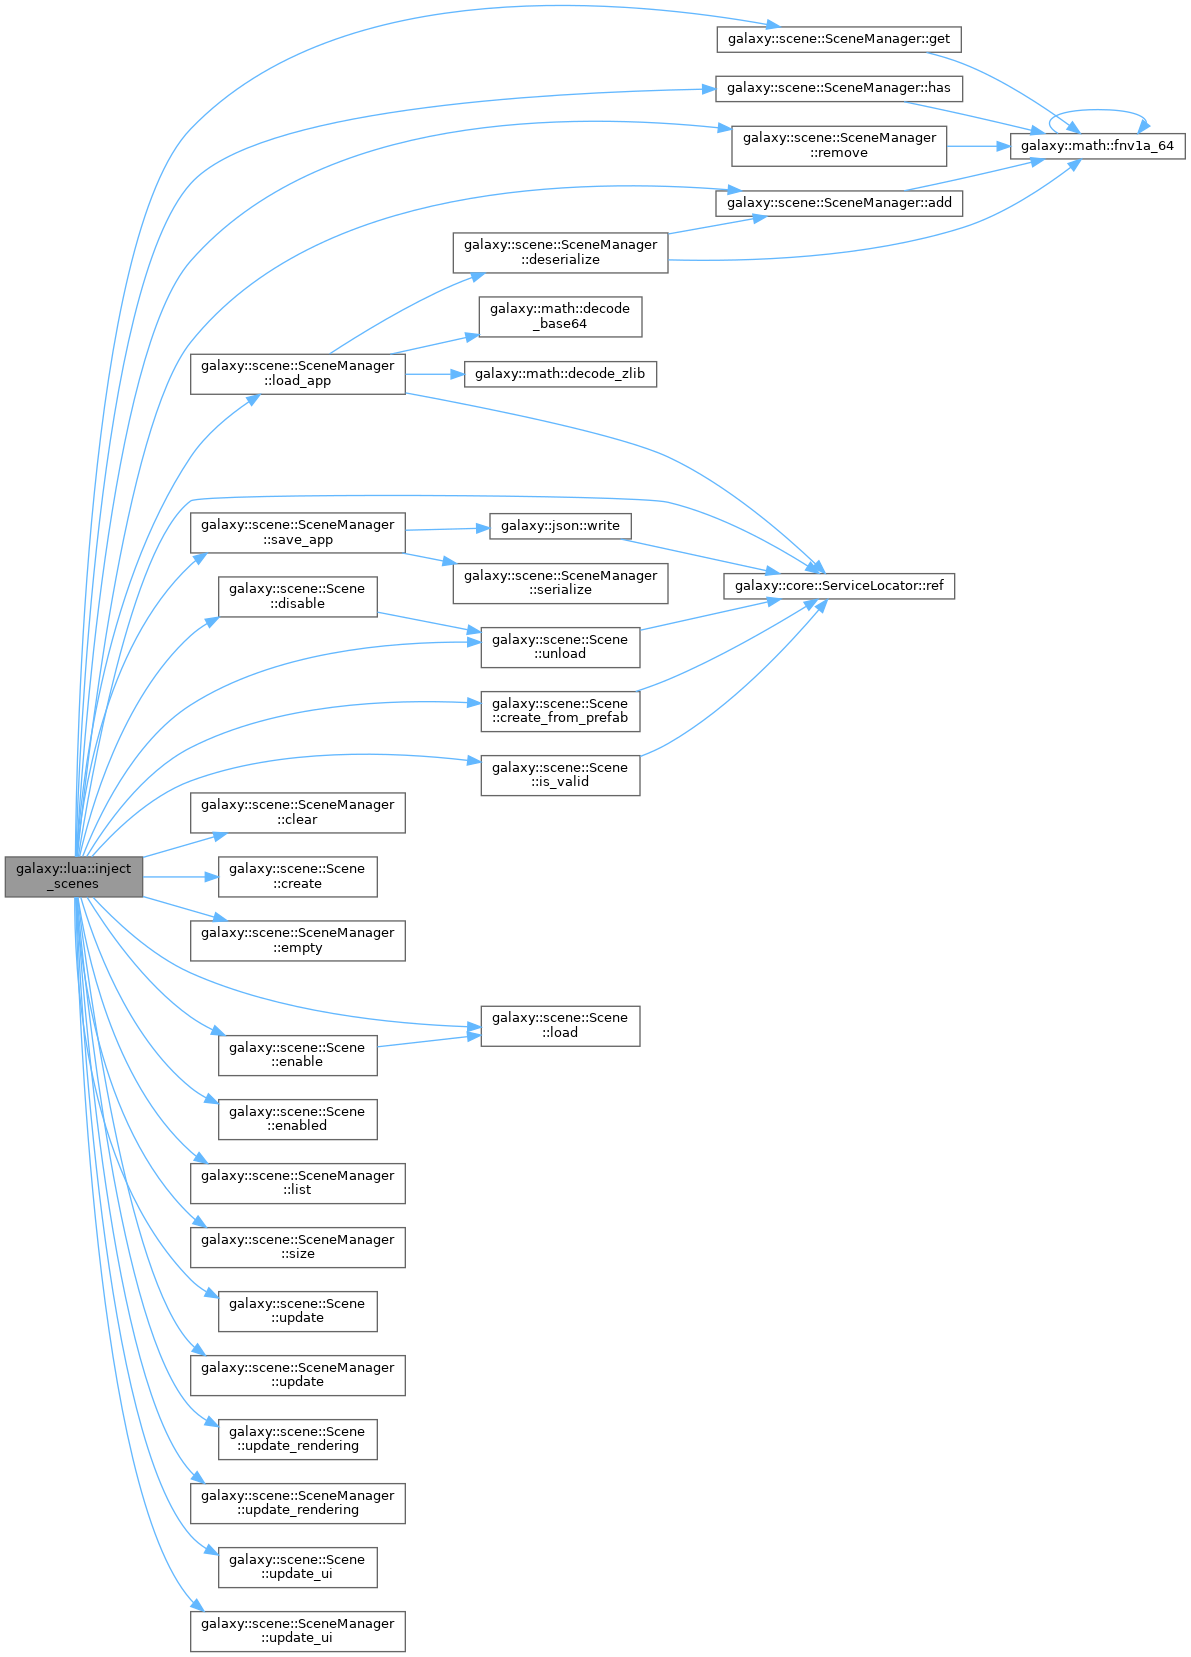 galaxy::scene::SceneManager::get
galaxy::scene::SceneManager::has
galaxy::scene::SceneManager
::remove
galaxy::math::fnv1a_64
galaxy::scene::SceneManager::add
galaxy::scene::SceneManager
::deserialize
galaxy::math::decode
_base64
galaxy::scene::SceneManager
::load_app
galaxy::math::decode_zlib
galaxy::scene::SceneManager
::save_app
galaxy::json::write
galaxy::scene::SceneManager
::serialize
galaxy::core::ServiceLocator::ref
galaxy::scene::Scene
::disable
galaxy::scene::Scene
::unload
galaxy::scene::Scene
::create_from_prefab
galaxy::scene::Scene
::is_valid
galaxy::scene::SceneManager
::clear
galaxy::lua::inject
_scenes
galaxy::scene::Scene
::create
galaxy::scene::SceneManager
::empty
galaxy::scene::Scene
::load
galaxy::scene::Scene
::enable
galaxy::scene::Scene
::enabled
galaxy::scene::SceneManager
::list
galaxy::scene::SceneManager
::size
galaxy::scene::Scene
::update
galaxy::scene::SceneManager
::update
galaxy::scene::Scene
::update_rendering
galaxy::scene::SceneManager
::update_rendering
galaxy::scene::Scene
::update_ui
galaxy::scene::SceneManager
::update_ui